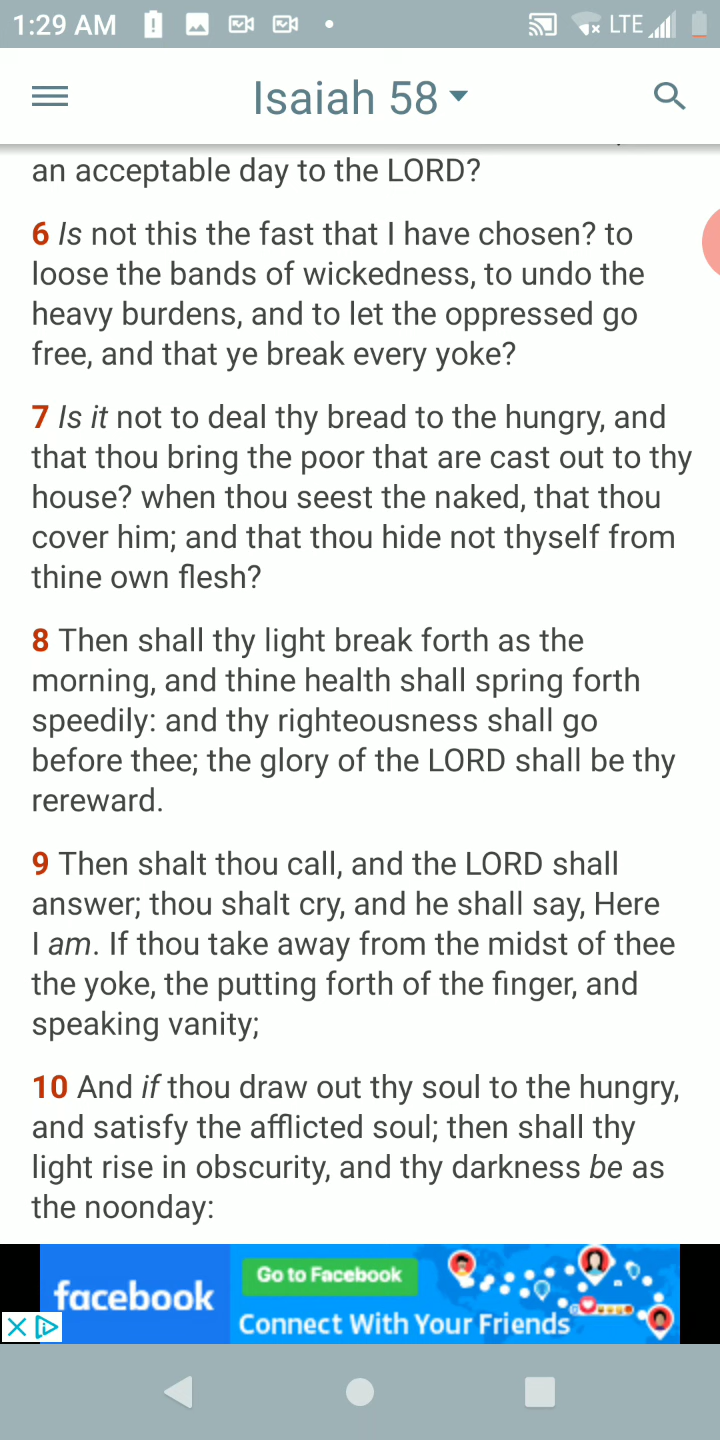 1:29 AM
LTE
Isaiah 58
an acceptable day to the LORD?
6 Is not this the fast that I have chosen? to
loose the bands of wickedness, to undo the
heavy burdens, and to let the oppressed go
free, and that ye break every yoke?
7 Is it not to deal thy bread to the hungry, and
that thou bring the poor that are cast out to thy
house? when thou seest the naked, that thou
cover him; and that thou hide not thyself from
thine own flesh?
8 Then shall thy light break forth as the
morning, and thine health shall spring forth
speedily: and thy righteousness shall go
before thee; the glory of the LORD shall be thy
rereward.
9 Then shalt thou call, and the LORD shall
answer; thou shalt cry, and he shall say, Here
I am. If thou take away from the midst of thee
the yoke, the putting forth of the finger, and
speaking vanity;
10 And if thou draw out thy soul to the hungry,
and satisfy the afflicted soul; then shall thy
light rise in obscurity, and thy darkness be as
the noonday:
facebook
Go to Facebook
Connect With Your Friends